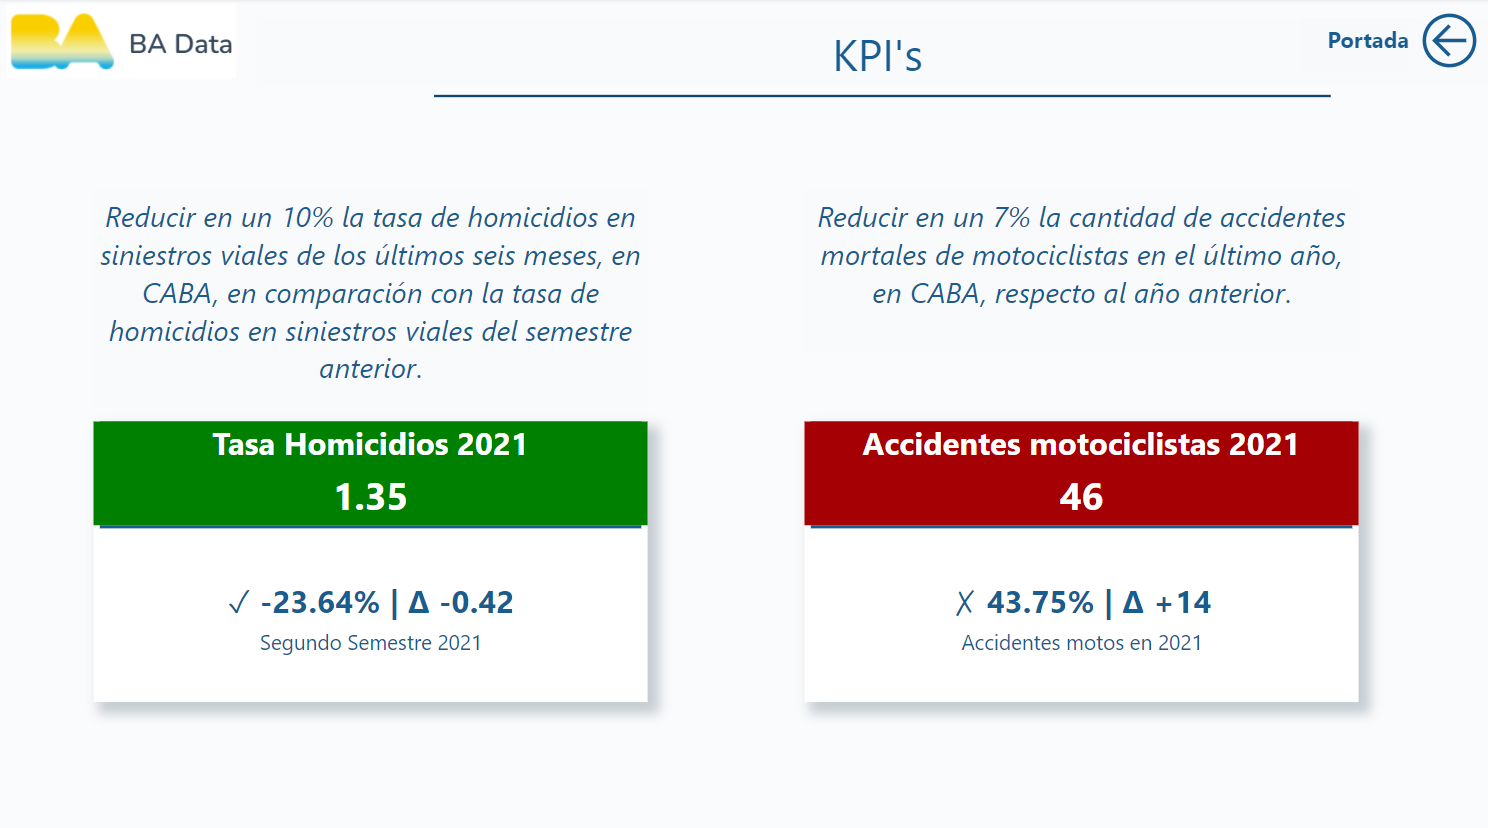 BA
BA Data
KPI's
Portada
Reducir en un 10% la tasa de homicidios en
siniestros viales de los últimos seis meses, en
CABA, en comparación con la tasa de
homicidios en siniestros viales del semestre
anterior.
Reducir en un 7% la cantidad de accidentes
mortales de motociclistas en el último año,
en CABA, respecto al año anterior.
Tasa Homicidios 2021
1.35
✓ -23.64% | Δ -0.42
Segundo Semestre 2021
Accidentes motociclistas 2021
46
✗ 43.75% | Δ +14
Accidentes motos en 2021